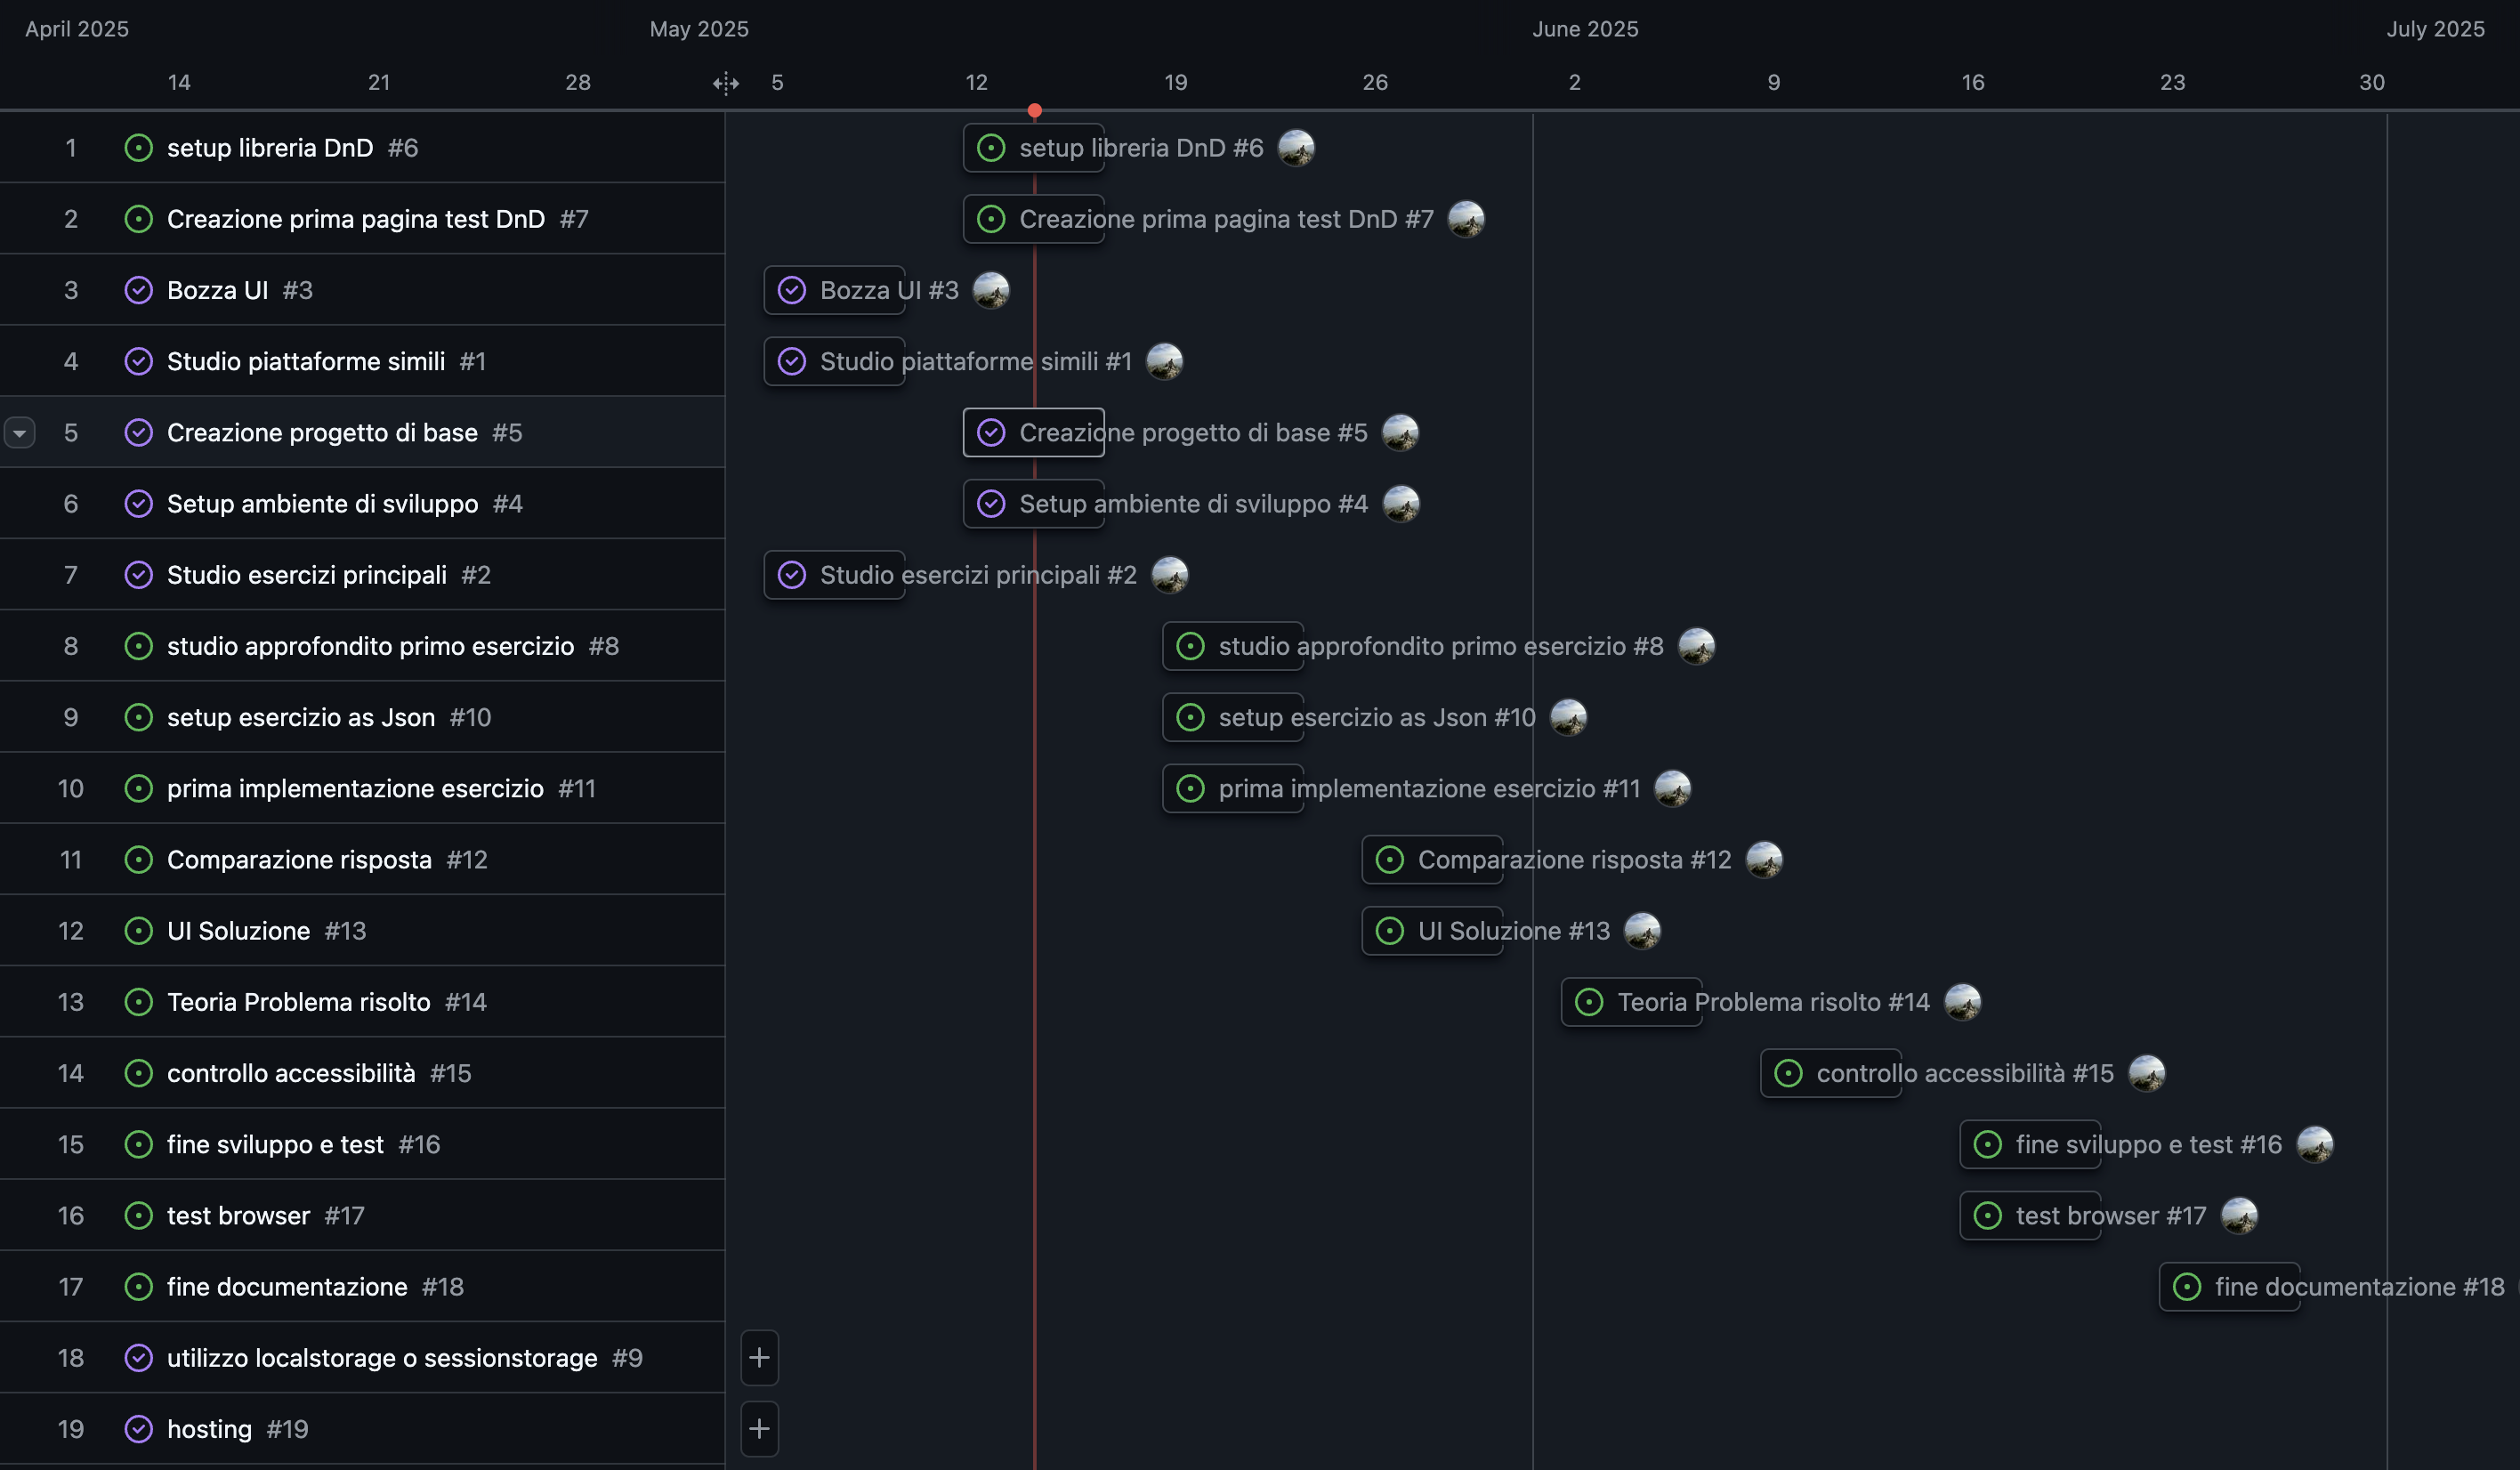 April 2025 May 2025 June 2025 July 2025
14 21 28 5 12 19 26 2 9 16 23 30
1 setup libreria DnD #6 setup libreria DnD #6
2 Creazione prima pagina test DnD #7 Creazione prima pagina test DnD #7
3 Bozza UI #3 Bozza UI #3
4 Studio piattaforme simili #1 Studio piattaforme simili #1
5 Creazione progetto di base #5 Creazione progetto di base #5
6 Setup ambiente di sviluppo #4 Setup ambiente di sviluppo #4
7 Studio esercizi principali #2 Studio esercizi principali #2
8 studio approfondito primo esercizio #8 studio approfondito primo esercizio #8
9 setup esercizio as Json #10 setup esercizio as Json #10
10 prima implementazione esercizio #11 prima implementazione esercizio #11
11 Comparazione risposta #12 Comparazione risposta #12
12 UI Soluzione #13 UI Soluzione #13
13 Teoria Problema risolto #14 Teoria Problema risolto #14
14 controllo accessibilità #15 controllo accessibilità #15
15 fine sviluppo e test #16 fine sviluppo e test #16
16 test browser #17 test browser #17
17 fine documentazione #18 fine documentazione #18
18 utilizzo localstorage o sessionstorage #9
19 hosting #19